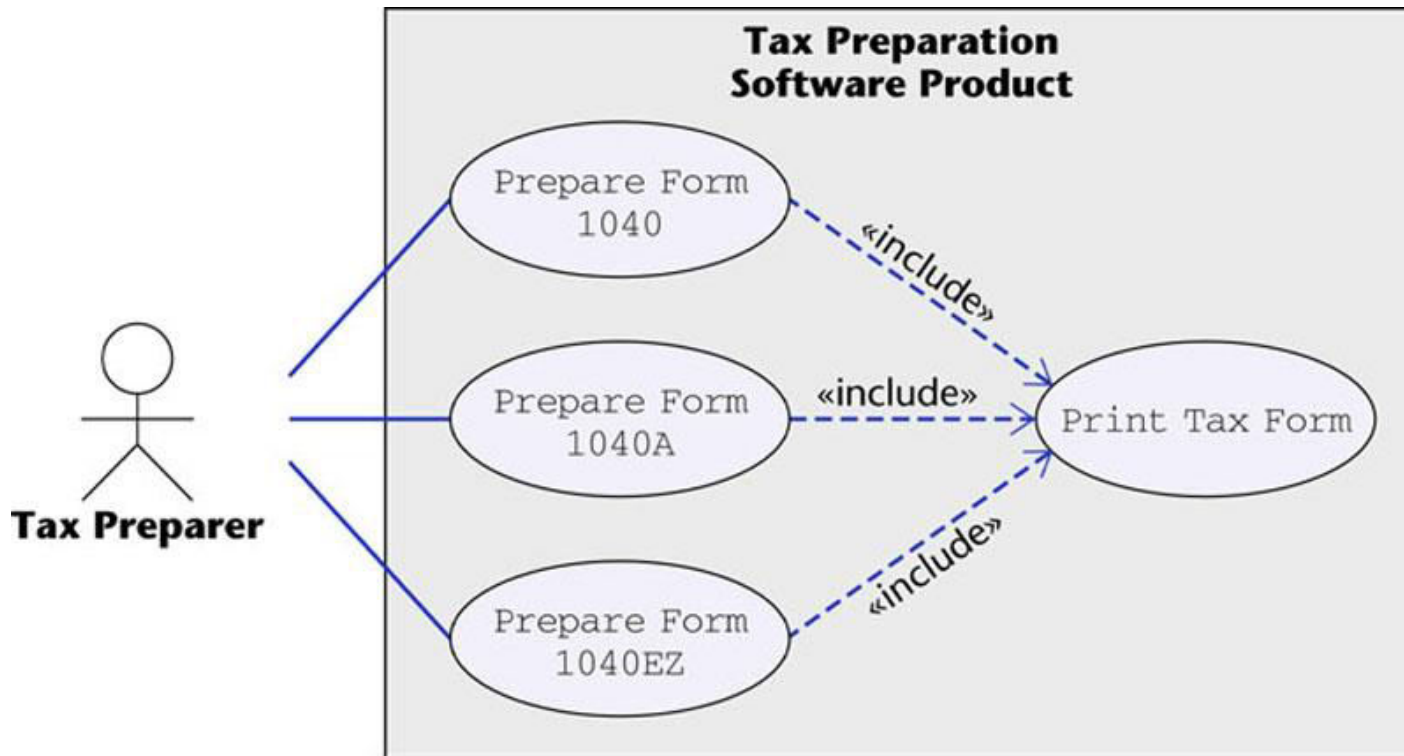 Tax Preparation
Software Product
Prepare Form
1040
«include»
Prepare Form
1040A
«include»
Print Tax Form
Tax Preparer
Prepare Form
1040EZ
«include»